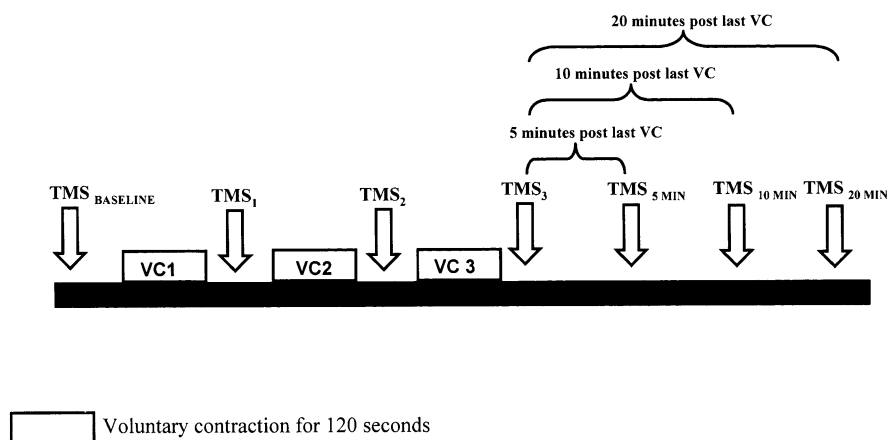 20 minutes post last VC
10 minutes post last VC
5 minutes post last VC
TMS BASELINE TMS1 TMS2 TMS3 TMS 5 MIN TMS 10 MIN TMS 20 MIN
VC1 VC2 VC 3
Voluntary contraction for 120 seconds